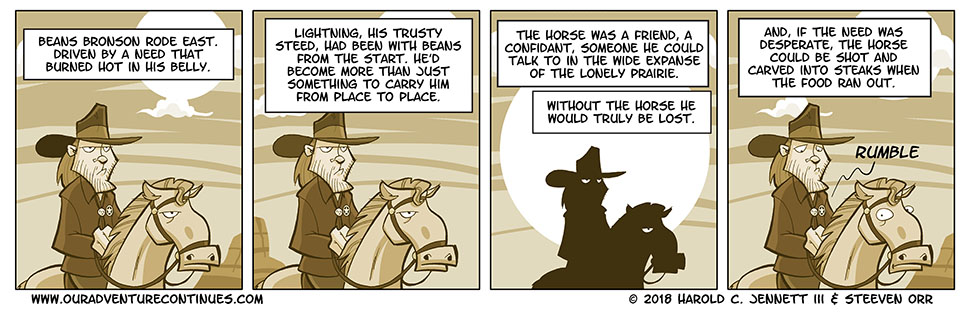 BEANS BRONSON RODE EAST.
DRIVEN BY A NEED THAT
BURNED HOT IN HIS BELLY.
LIGHTNING, HIS TRUSTY
STEED, HAD BEEN WITH BEANS
FROM THE START. HE'D
BECOME MORE THAN JUST
SOMETHING TO CARRY HIM
FROM PLACE TO PLACE.
THE HORSE WAS A FRIEND, A
CONFIDANT, SOMEONE HE COULD
TALK TO IN THE WIDE EXPANSE
OF THE LONELY PRAIRIE.
WITHOUT THE HORSE HE
WOULD TRULY BE LOST.
AND, IF THE NEED WAS
DESPERATE, THE HORSE
COULD BE SHOT AND
CARVED INTO STEAKS WHEN
THE FOOD RAN OUT.
RUMBLE
WWW.OURADVENTURECONTINUES.COM
© 2018 HAROLD C. JENNETT III & STEEVEN ORR